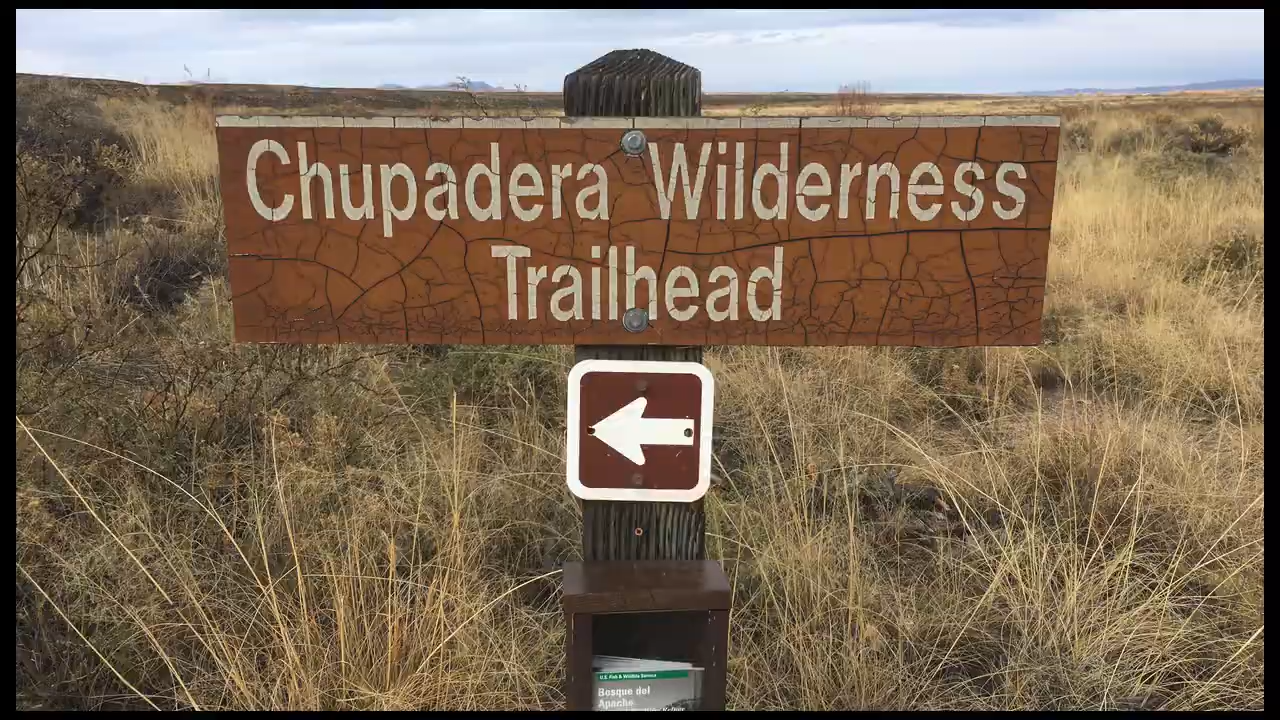 Chupadera Wilderness
Trailhead
U.S. Fish & Wildlife Service
Bosque del
Apache